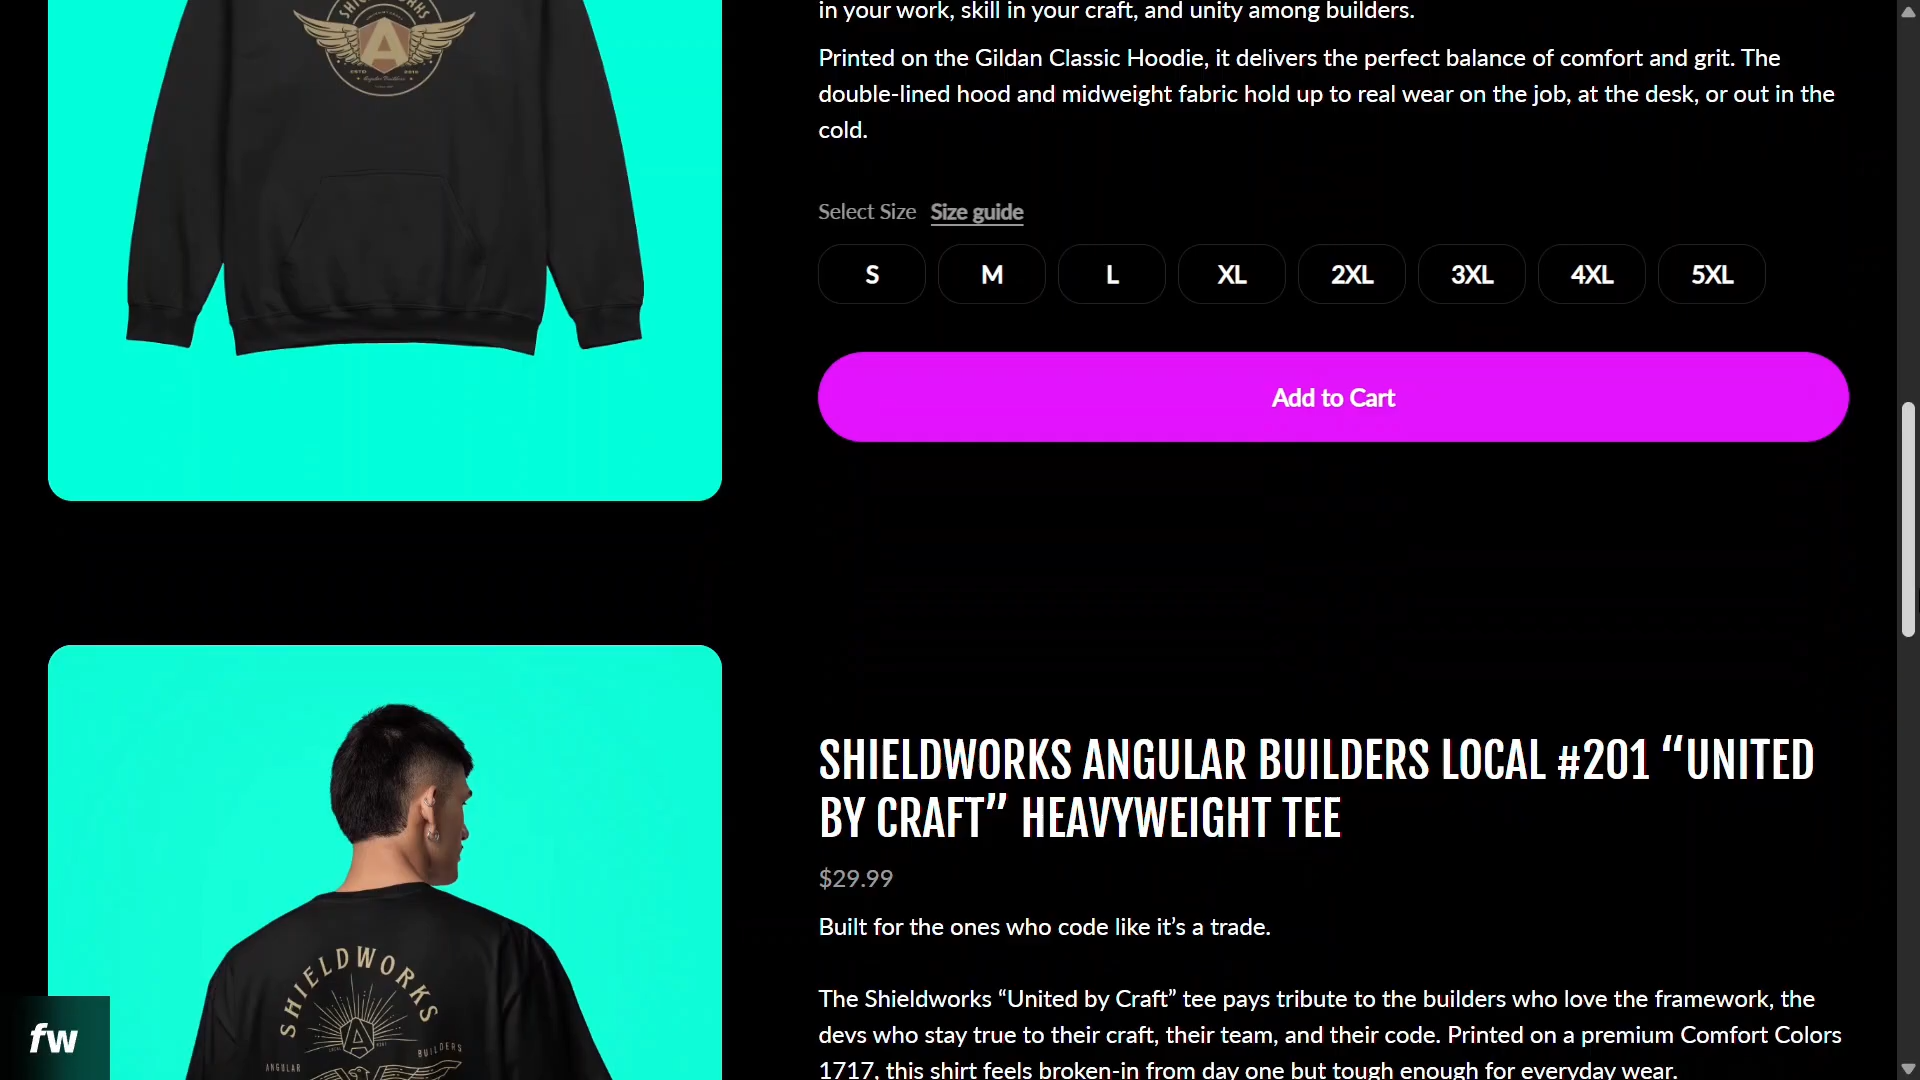 in your work, skill in your craft, and unity among builders.
Printed on the Gildan Classic Hoodie, it delivers the perfect balance of comfort and grit. The
double-lined hood and midweight fabric hold up to real wear on the job, at the desk, or out in the
cold.
Select Size Size guide
S M L XL 2XL 3XL 4XL 5XL
Add to Cart
SHIELDWORKS ANGULAR BUILDERS LOCAL #201 “UNITED
BY CRAFT” HEAVYWEIGHT TEE
$29.99
Built for the ones who code like it’s a trade.
The Shieldworks “United by Craft” tee pays tribute to the builders who love the framework, the
devs who stay true to their craft, their team, and their code. Printed on a premium Comfort Colors
1717, this shirt feels broken-in from day one but tough enough for everyday wear.
A
ESTD 2010
SHIELDWORKS
A
ANGULAR BUILDERS
fw